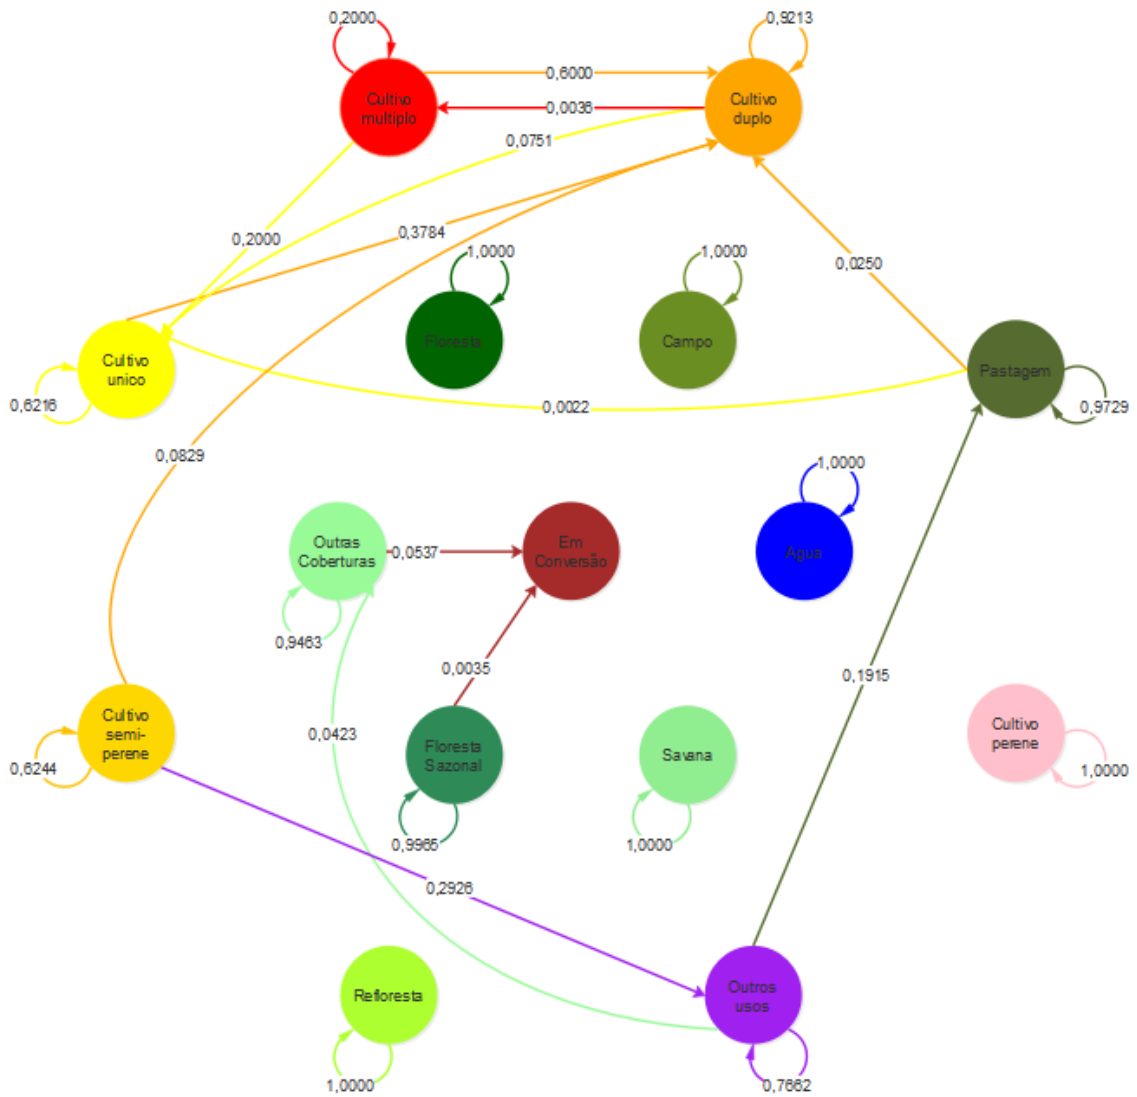 0,2000
0,9213
0,6000
Cultivo
multiplo
0,0036
Cultivo
duplo
0,0751
0,2000
0,3784
1,0000
1,0000
0,0250
Floresta
Campo
Cultivo
unico
Pastagem
0,6216
0,0022
0,9729
0,0829
1,0000
Outras
Coberturas
0,0537
Em
Conversão
Agua
0,9463
0,0035
0,1915
Cultivo
semi-
perene
0,0423
Floresta
Sazonal
Savana
Cultivo
perene
0,6244
1,0000
0,9965
1,0000
0,2926
Refloresta
Outros
usos
1,0000
0,7662